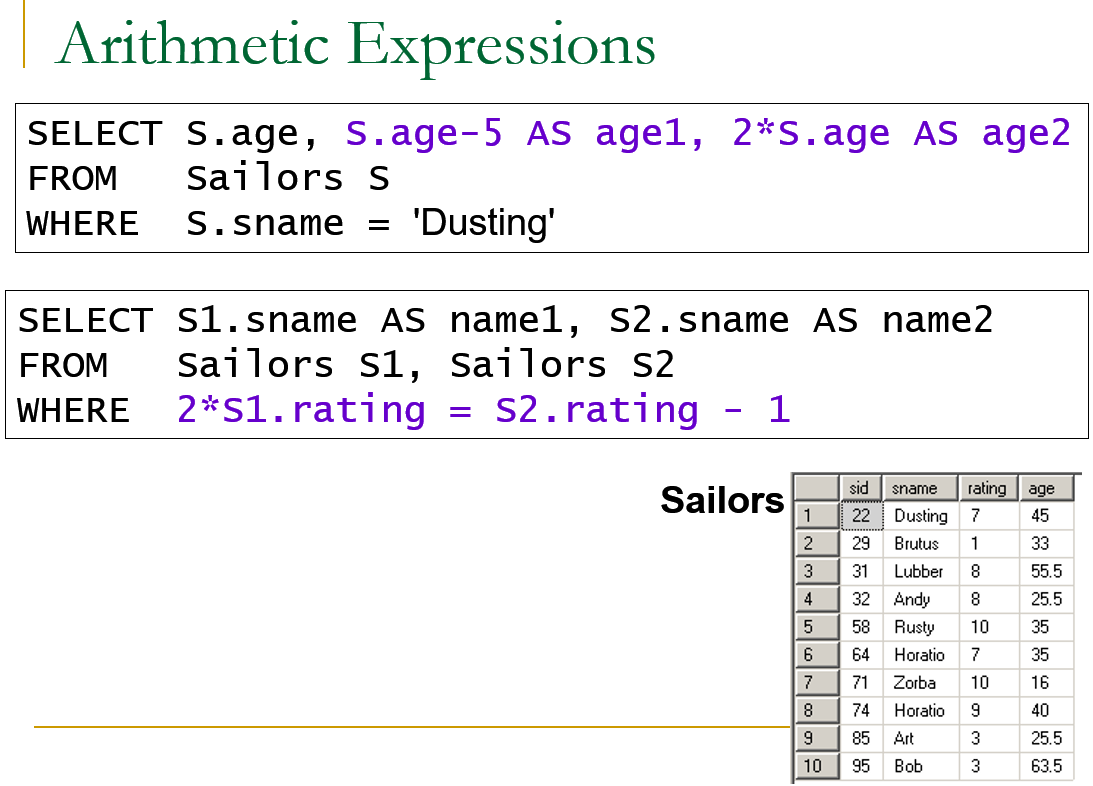 Arithmetic Expressions
SELECT S.age, S.age-5 AS age1, 2*S.age AS age2
FROM Sailors S
WHERE S.sname = 'Dusting'
SELECT S1.sname AS name1, S2.sname AS name2
FROM Sailors S1, Sailors S2
WHERE 2*S1.rating = S2.rating - 1
Sailors
sid sname rating age
1 22 Dusting 7 45
2 29 Brutus 1 33
3 31 Lubber 8 55.5
4 32 Andy 8 25.5
5 58 Rusty 10 35
6 64 Horatio 7 35
7 71 Zorba 10 16
8 74 Horatio 9 40
9 85 Art 3 25.5
10 95 Bob 3 63.5